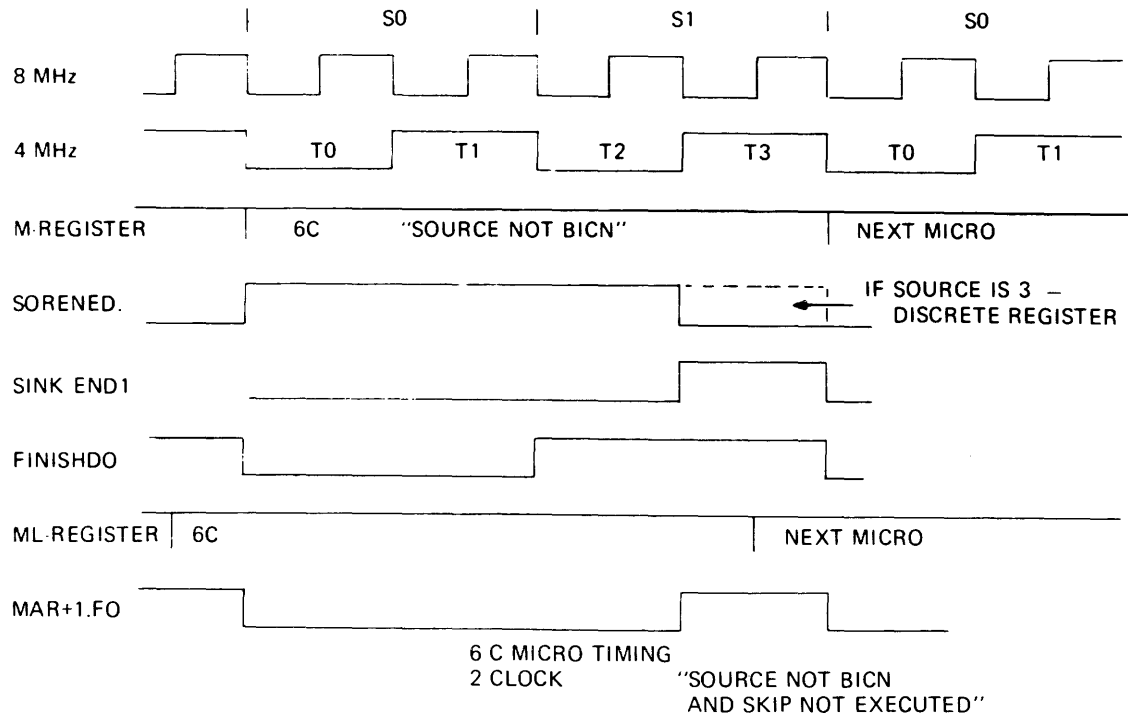 S0 S1 S0
8 MHz
4 MHz T0 T1 T2 T3 T0 T1
M-REGISTER 6C "SOURCE NOT BICN" NEXT MICRO
SORENED. IF SOURCE IS 3 –
DISCRETE REGISTER
SINK END1
FINISHDO
ML-REGISTER 6C NEXT MICRO
MAR+1.FO
6 C MICRO TIMING
2 CLOCK "SOURCE NOT BICN
AND SKIP NOT EXECUTED"